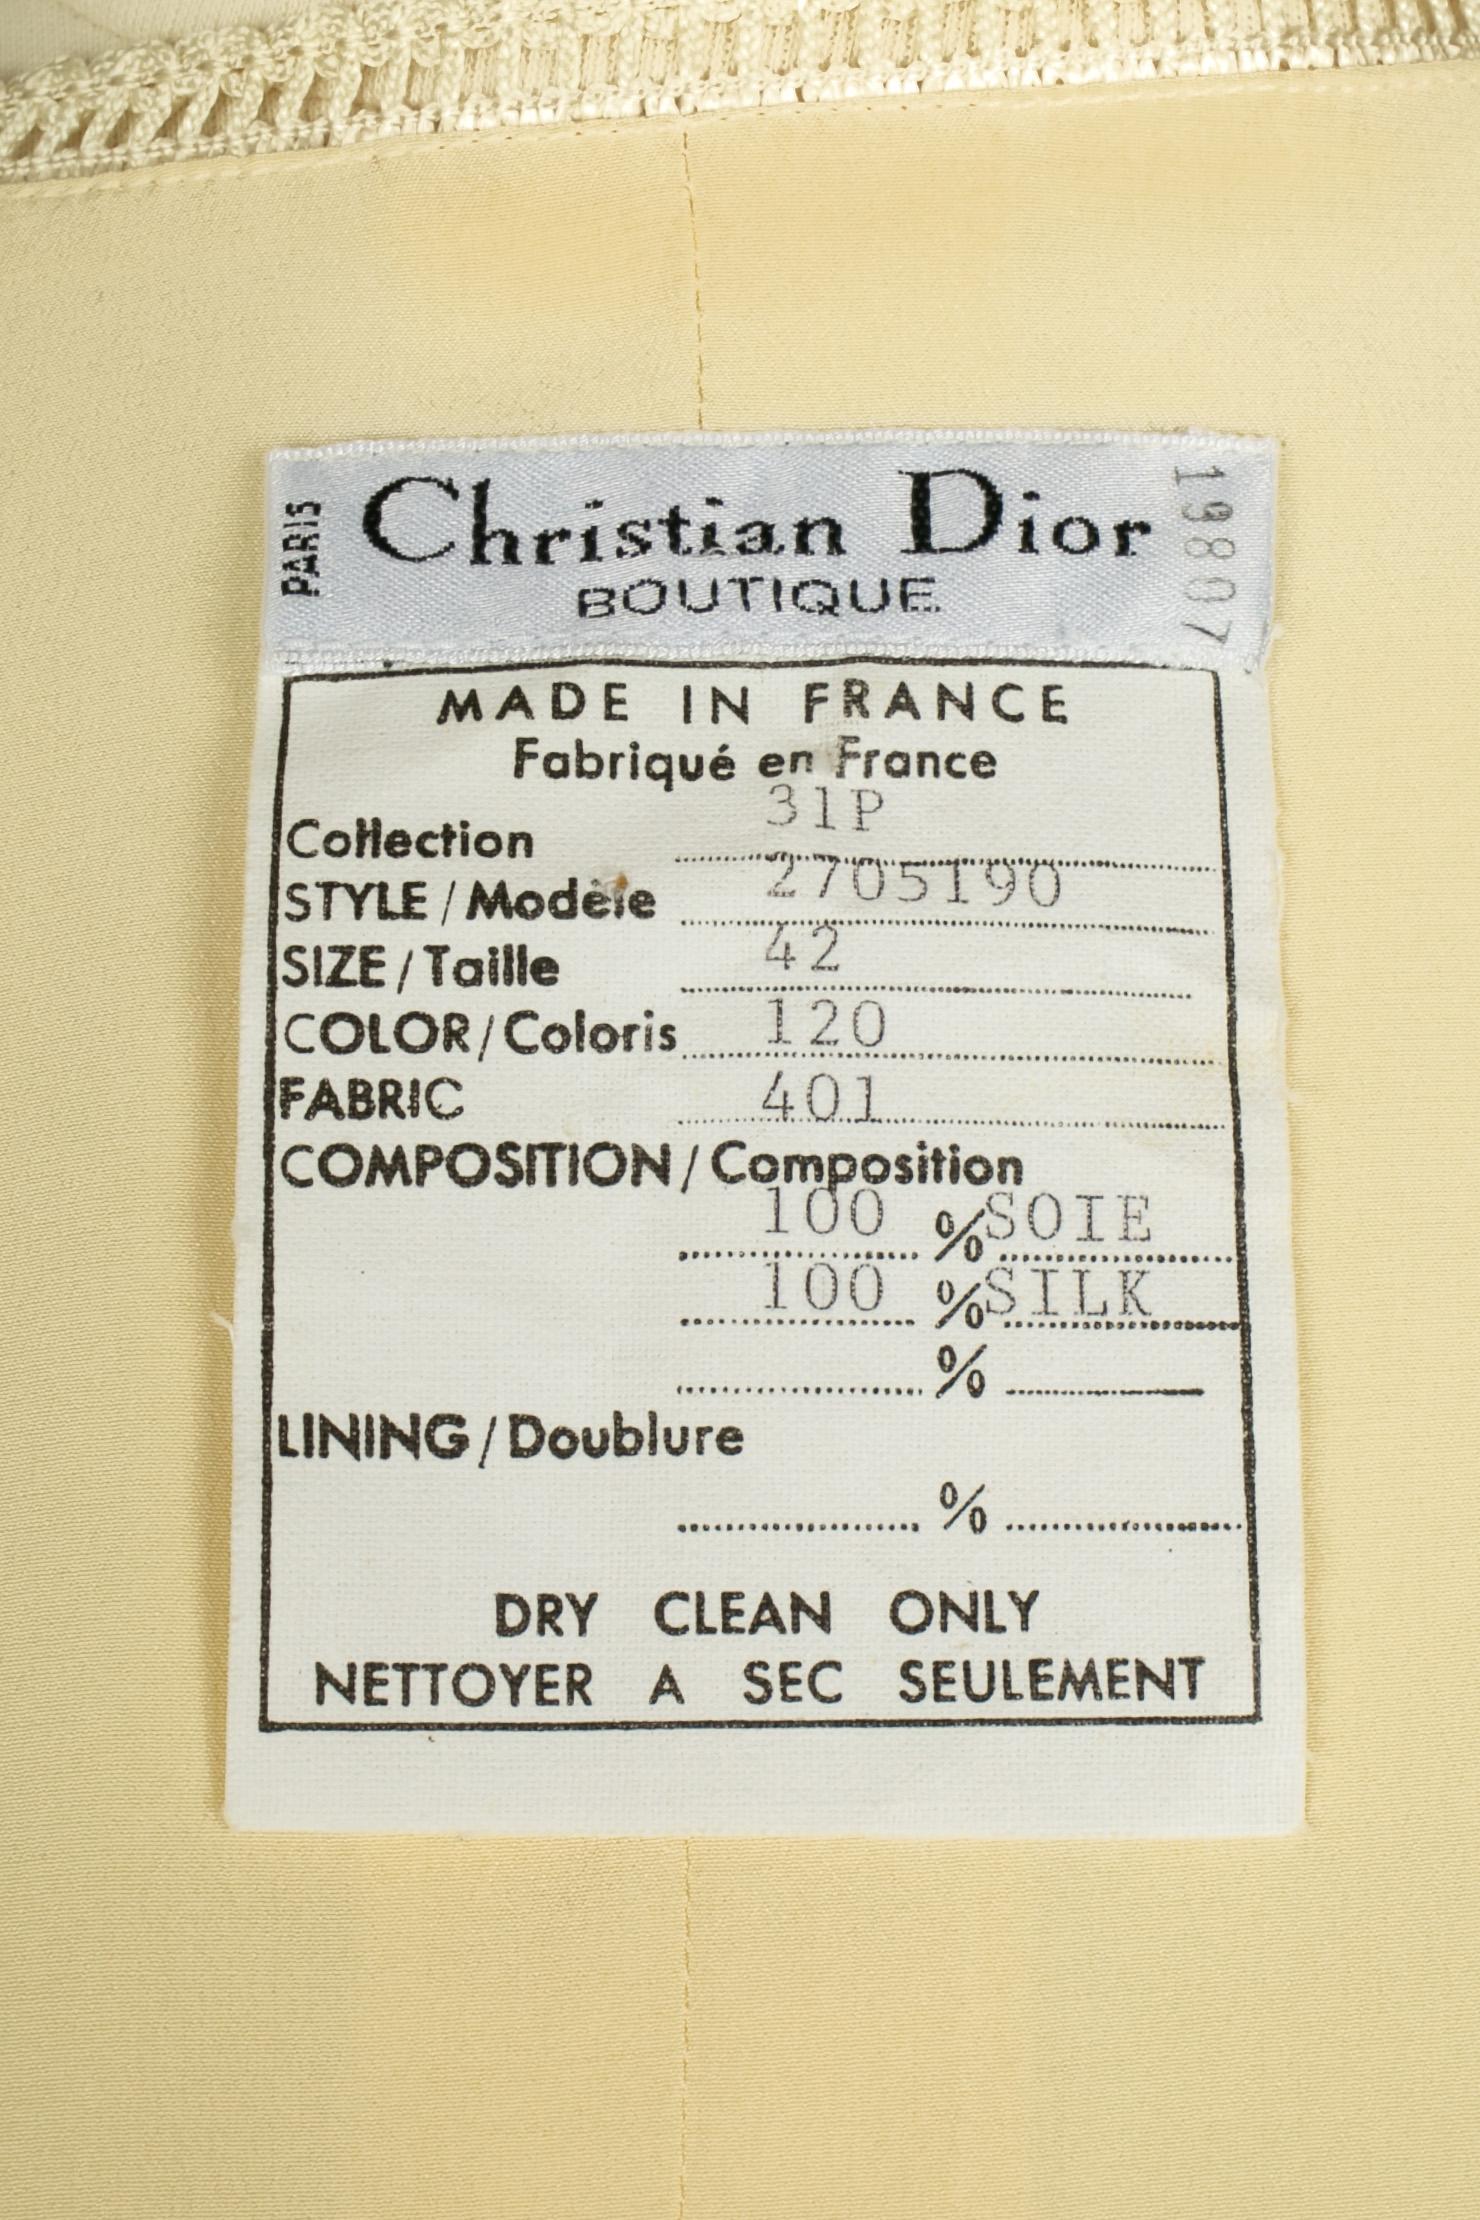 PARIS
Christian Dior
BOUTIQUE
19807
MADE IN FRANCE
Fabriqué en France
Collection 31P
STYLE / Modèle 2705190
SIZE / Taille 42
COLOR / Coloris 120
FABRIC 401
COMPOSITION / Composition
100 % SOIE
100 % SILK
%
LINING / Doublure
%
DRY CLEAN ONLY
NETTOYER A SEC SEULEMENT